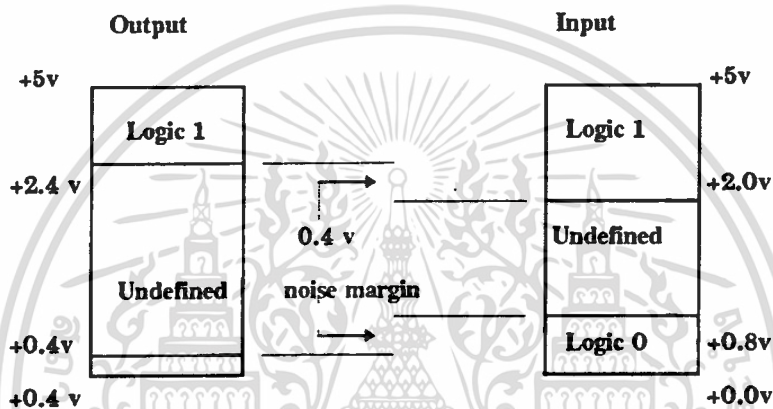 Output Input
+5v +5v
Logic 1 Logic 1
+2.4 v +2.0v
0.4 v Undefined
Undefined noise margin
+0.4v Logic 0 +0.8v
+0.4 v +0.0v